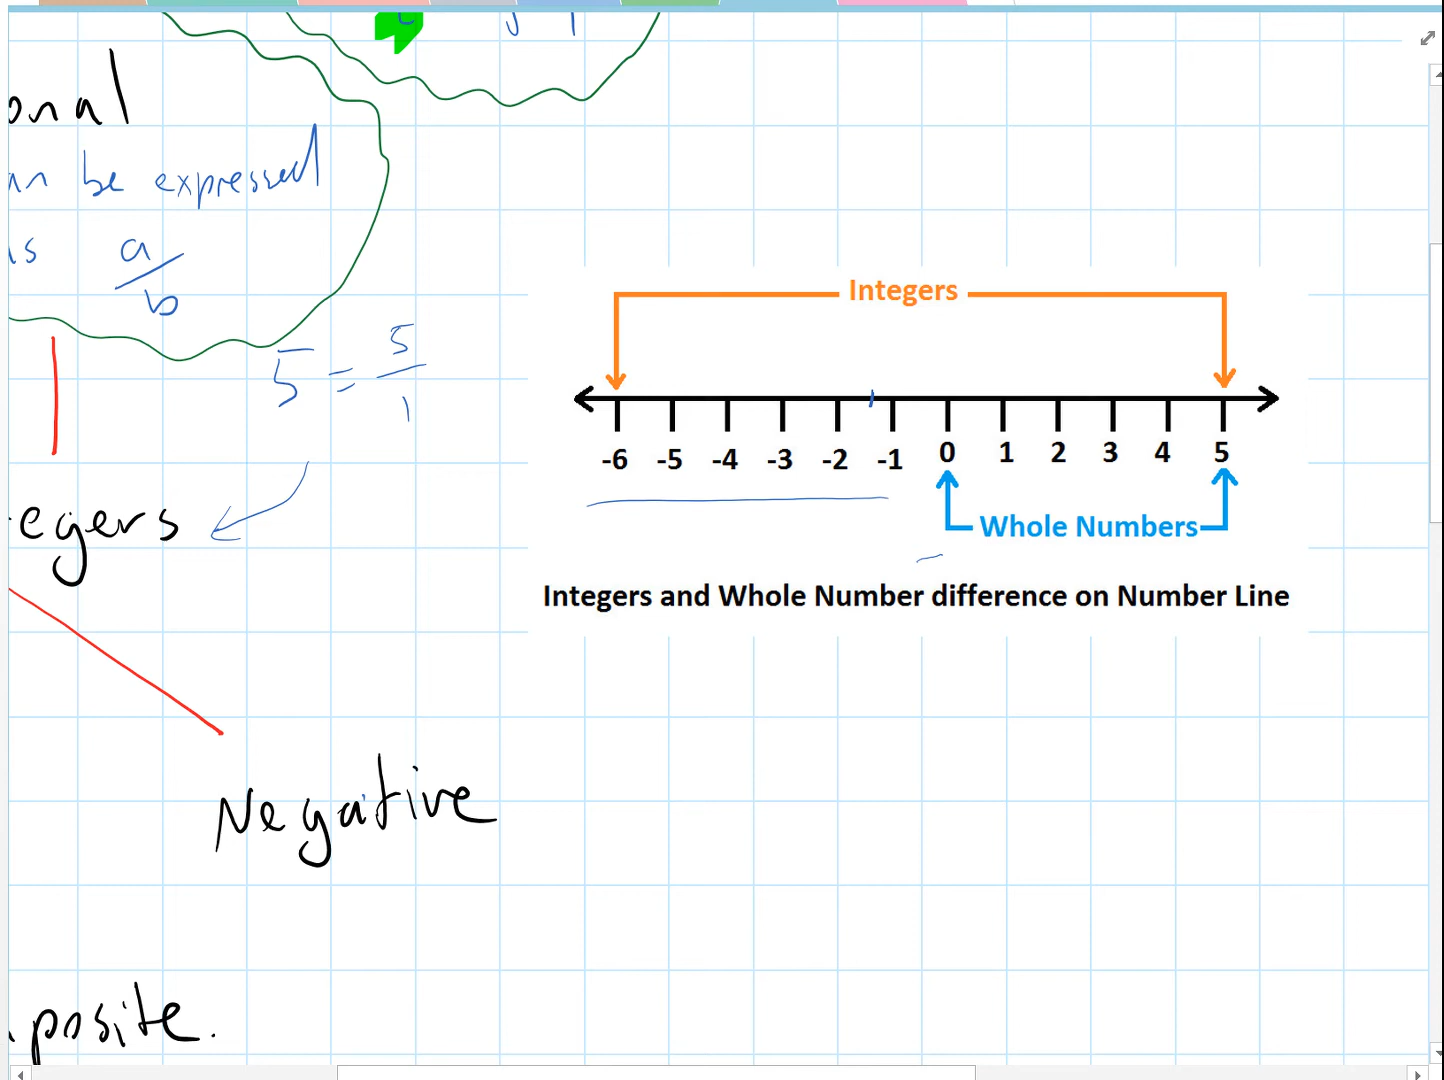 onal
an be expressed
as a/b
5 = 5/1
egers
Negative
posite.
Integers
-6 -5 -4 -3 -2 -1 0 1 2 3 4 5
Whole Numbers
Integers and Whole Number difference on Number Line